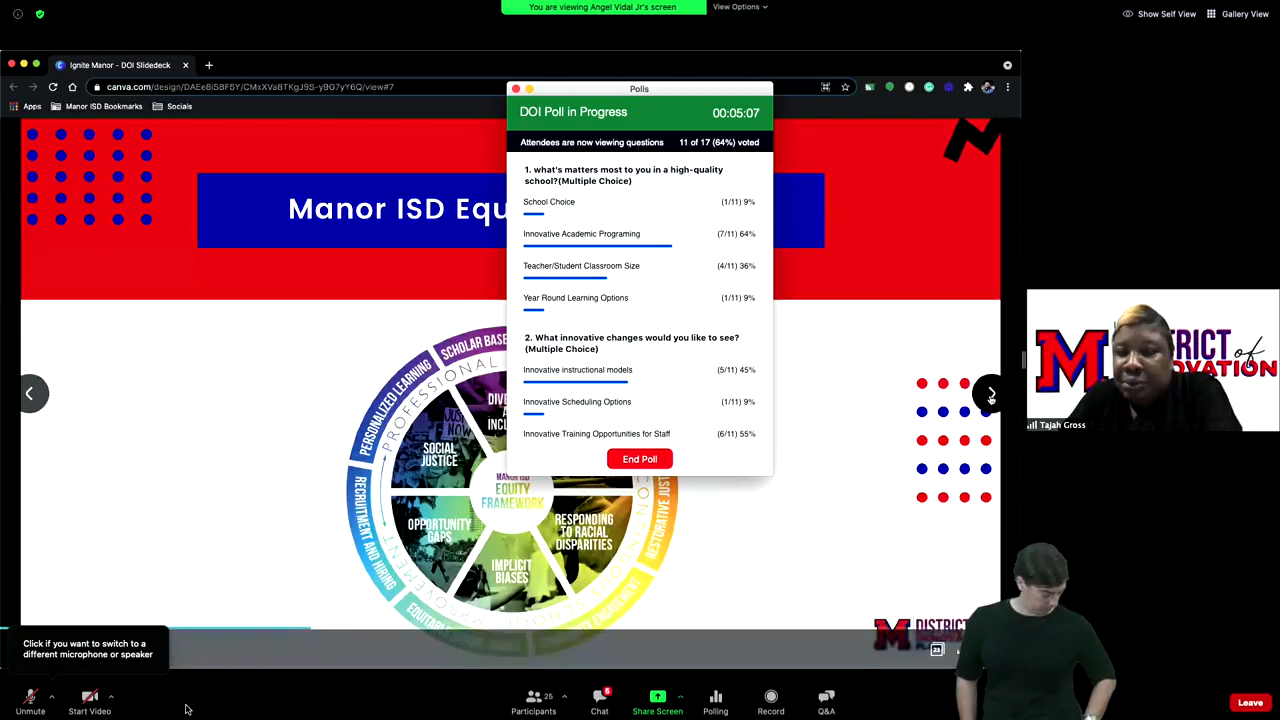 You are viewing Angel Vidal Jr's screen
View Options
Show Self View
Gallery View
Ignite Manor - DOI Slidedeck
canva.com/design/DAEe8iSBF5Y/CMxXVa8TKgJ9S-y9G7yY6Q/view#7
Apps
Manor ISD Bookmarks
Socials
Polls
DOI Poll in Progress
00:05:07
Attendees are now viewing questions
11 of 17 (64%) voted
1. what's matters most to you in a high-quality
school?(Multiple Choice)
School Choice
(1/11) 9%
Innovative Academic Programing
(7/11) 64%
Teacher/Student Classroom Size
(4/11) 36%
Year Round Learning Options
(1/11) 9%
2. What innovative changes would you like to see?
(Multiple Choice)
Innovative instructional models
(5/11) 45%
Innovative Scheduling Options
(1/11) 9%
Innovative Training Opportunities for Staff
(6/11) 55%
End Poll
Manor ISD Equ
SCHOLAR BASE
PERSONALIZED LEARNING
PROFESSIONAL
RECRUITMENT AND HIRING
SOCIAL
JUSTICE
MANOR ISD
EQUITY
FRAMEWORK
OPPORTUNITY
GAPS
RESPONDING
TO RACIAL
DISPARITIES
IMPLICIT
BIASES
M
RICT of
NOVATION
Tajah Gross
M DISTRICT
23
Click if you want to switch to a
different microphone or speaker
Unmute
Start Video
25
Participants
6
Chat
Share Screen
Polling
Record
Q&A
Leave